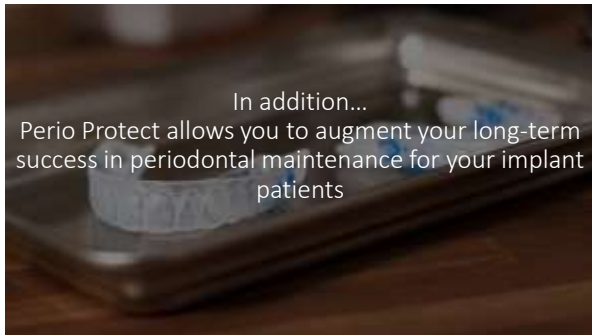 In addition…
Perio Protect allows you to augment your long-term
success in periodontal maintenance for your implant
patients